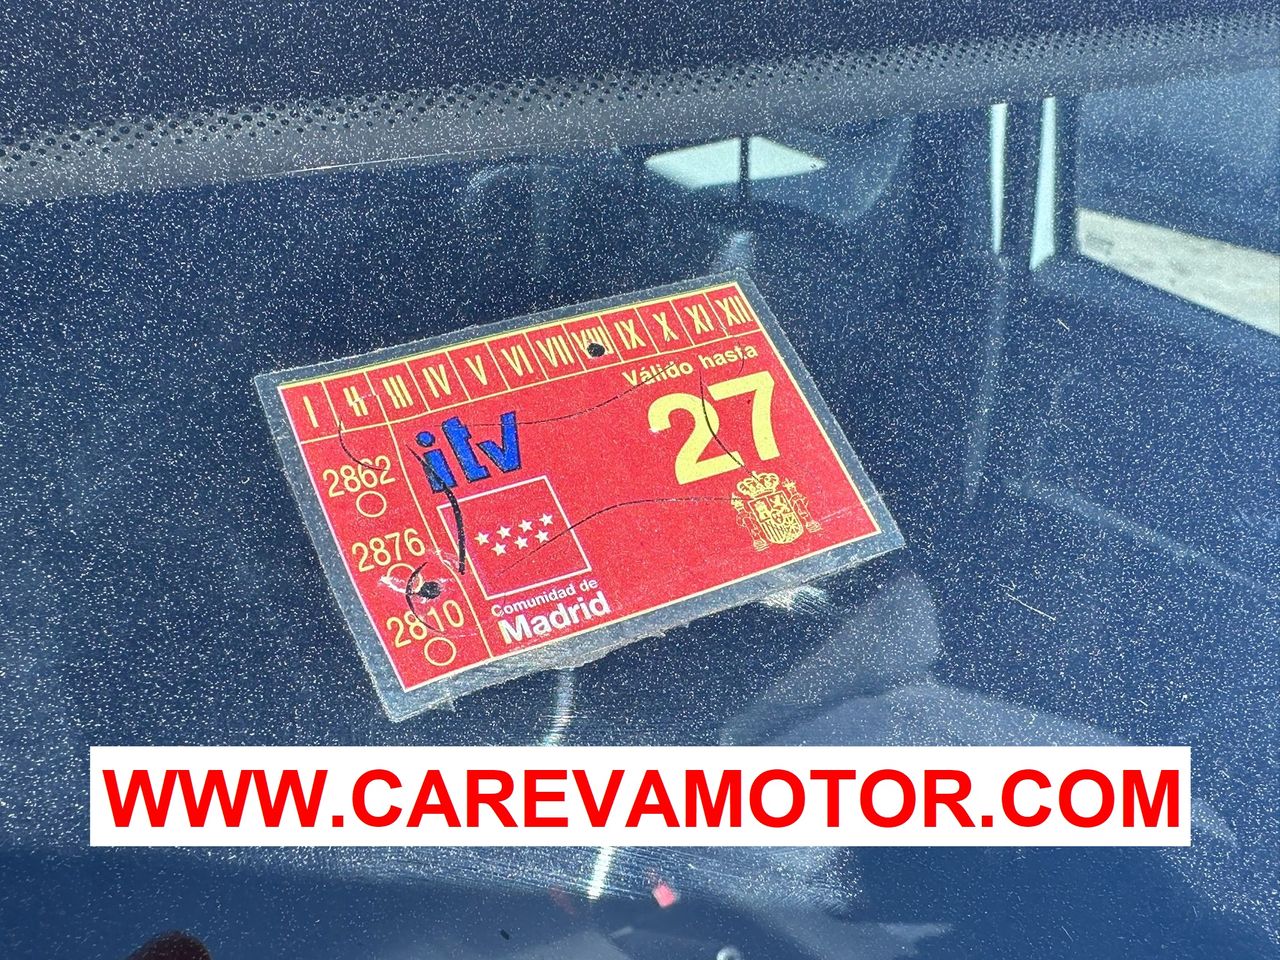 I II III IV V VI VII VIII IX X XI XII
Válido hasta
27
itv
2862
2876
2810
Comunidad de
Madrid
WWW.CAREVAMOTOR.COM